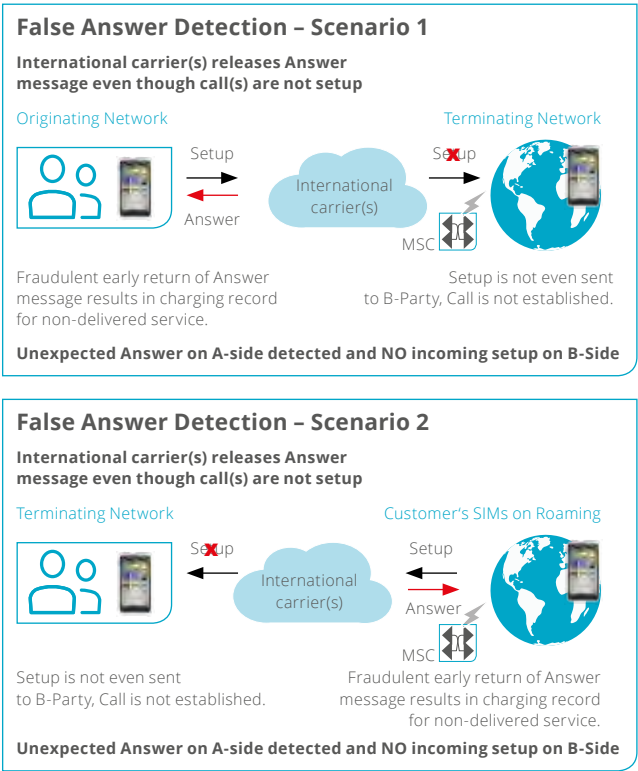 False Answer Detection – Scenario 1
International carrier(s) releases Answer
message even though call(s) are not setup
Originating Network
Terminating Network
Setup
Setup
International
carrier(s)
Answer
MSC
Fraudulent early return of Answer
message results in charging record
for non-delivered service.
Setup is not even sent
to B-Party, Call is not established.
Unexpected Answer on A-side detected and NO incoming setup on B-Side
False Answer Detection – Scenario 2
International carrier(s) releases Answer
message even though call(s) are not setup
Terminating Network
Customer's SIMs on Roaming
Setup
Setup
International
carrier(s)
Answer
MSC
Setup is not even sent
to B-Party, Call is not established.
Fraudulent early return of Answer
message results in charging record
for non-delivered service.
Unexpected Answer on A-side detected and NO incoming setup on B-Side